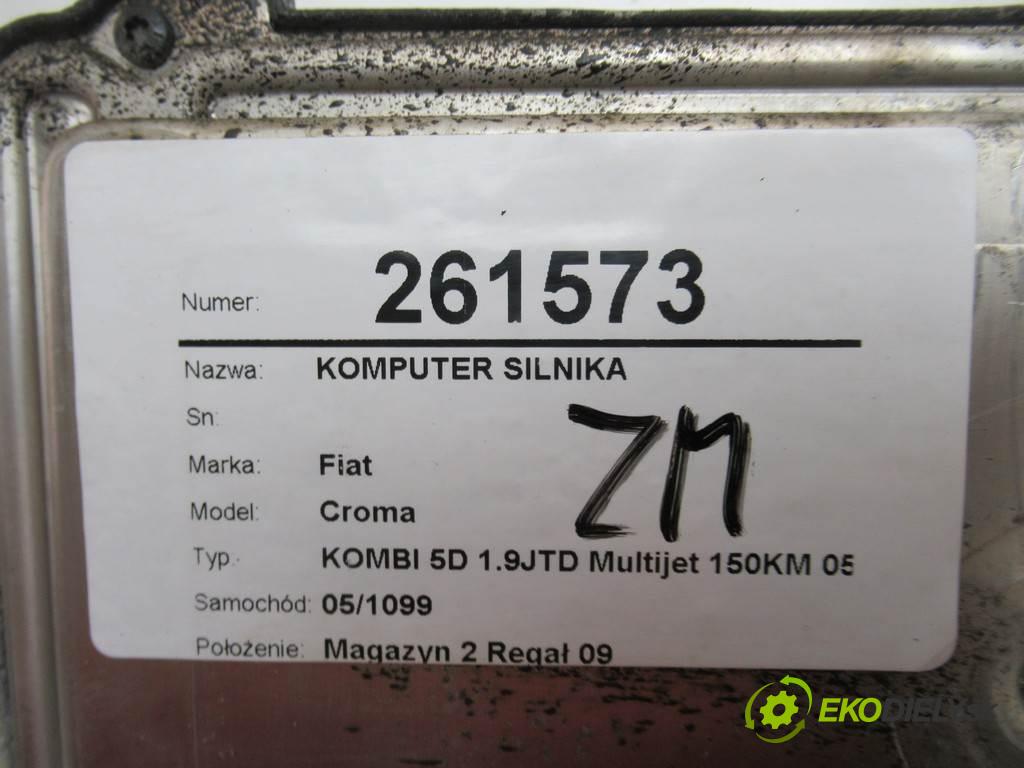 Numer: 261573
Nazwa: KOMPUTER SILNIKA
Sn:
ZM
Marka: Fiat
Model: Croma
Typ: KOMBI 5D 1.9JTD Multijet 150KM 05
Samochód: 05/1099
Położenie: Magazyn 2 Regał 09
EKODIELY